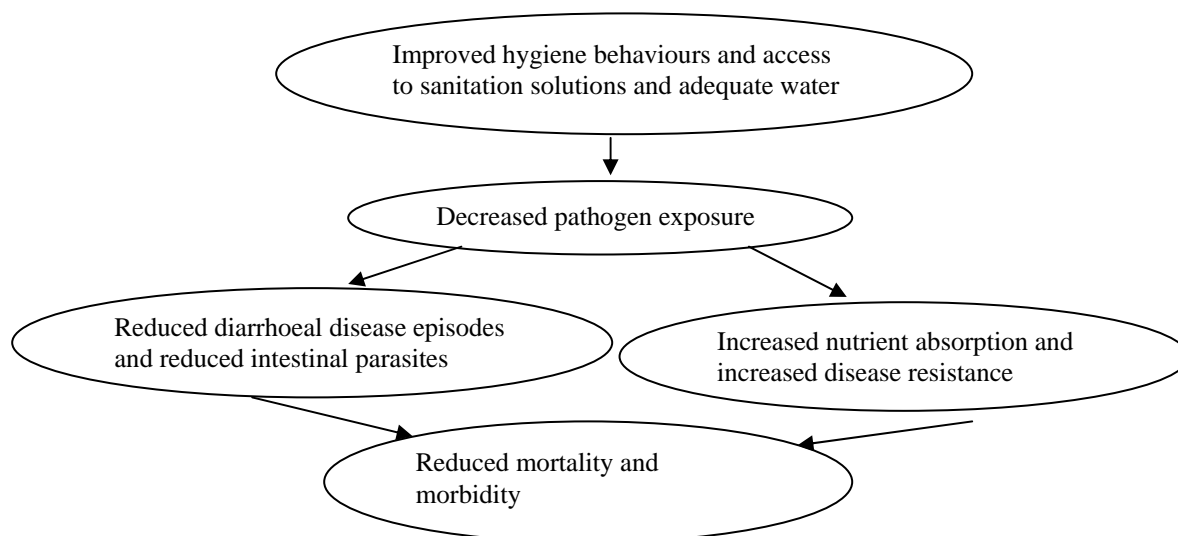 Improved hygiene behaviours and access
to sanitation solutions and adequate water
Decreased pathogen exposure
Reduced diarrhoeal disease episodes
and reduced intestinal parasites
Increased nutrient absorption and
increased disease resistance
Reduced mortality and
morbidity